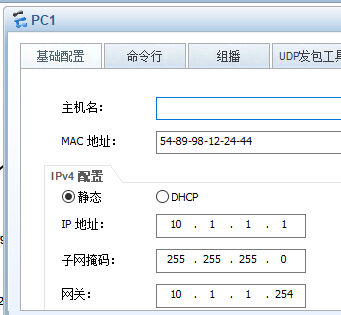 PC1
基础配置 命令行 组播 UDP发包工具
主机名：
MAC 地址： 54-89-98-12-24-44
IPv4 配置
静态 DHCP
IP 地址： 10 . 1 . 1 . 1
子网掩码： 255 . 255 . 255 . 0
网关： 10 . 1 . 1 . 254